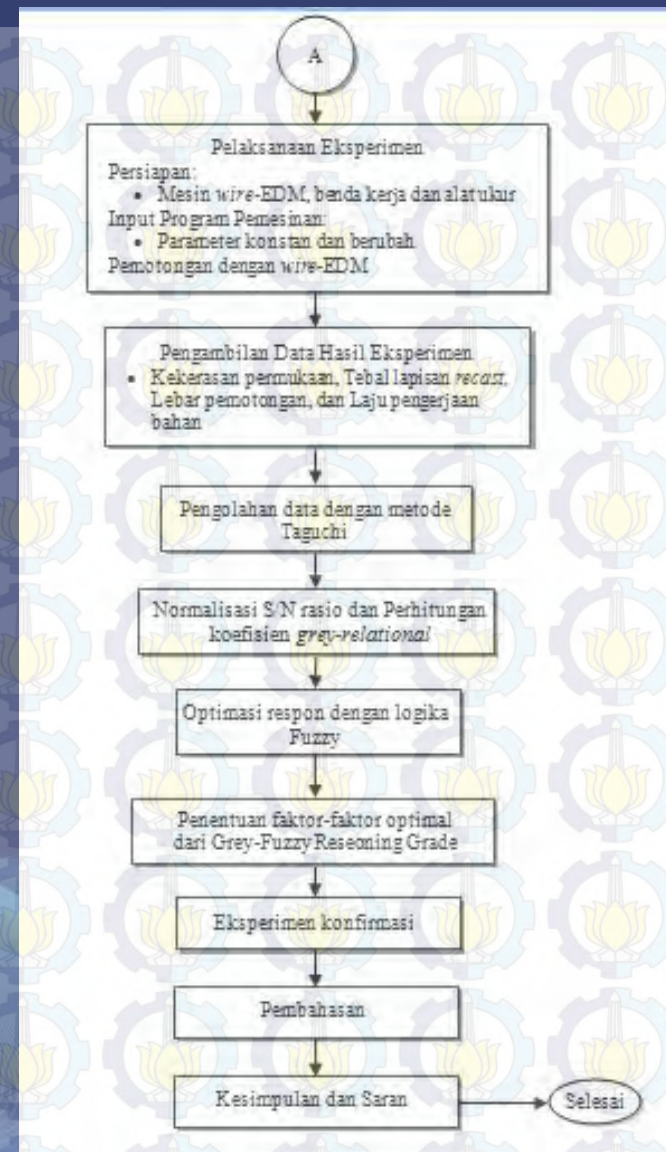 A
Pelaksanaan Eksperimen
Persiapan:
• Mesin wire-EDM, benda kerja dan alat ukur
Input Program Pemesinan:
• Parameter konstan dan berubah
Pemotongan dengan wire-EDM
Pengambilan Data Hasil Eksperimen
• Kekerasan permukaan, Tebal lapisan recast,
Lebar pemotongan, dan Laju pengerjaan
bahan
Pengolahan data dengan metode
Taguchi
Normalisasi S/N rasio dan Perhitungan
koefisien grey-relational
Optimasi respon dengan logika
Fuzzy
Penentuan faktor-faktor optimal
dari Grey-Fuzzy Reseoning Grade
Eksperimen konfirmasi
Pembahasan
Kesimpulan dan Saran
Selesai